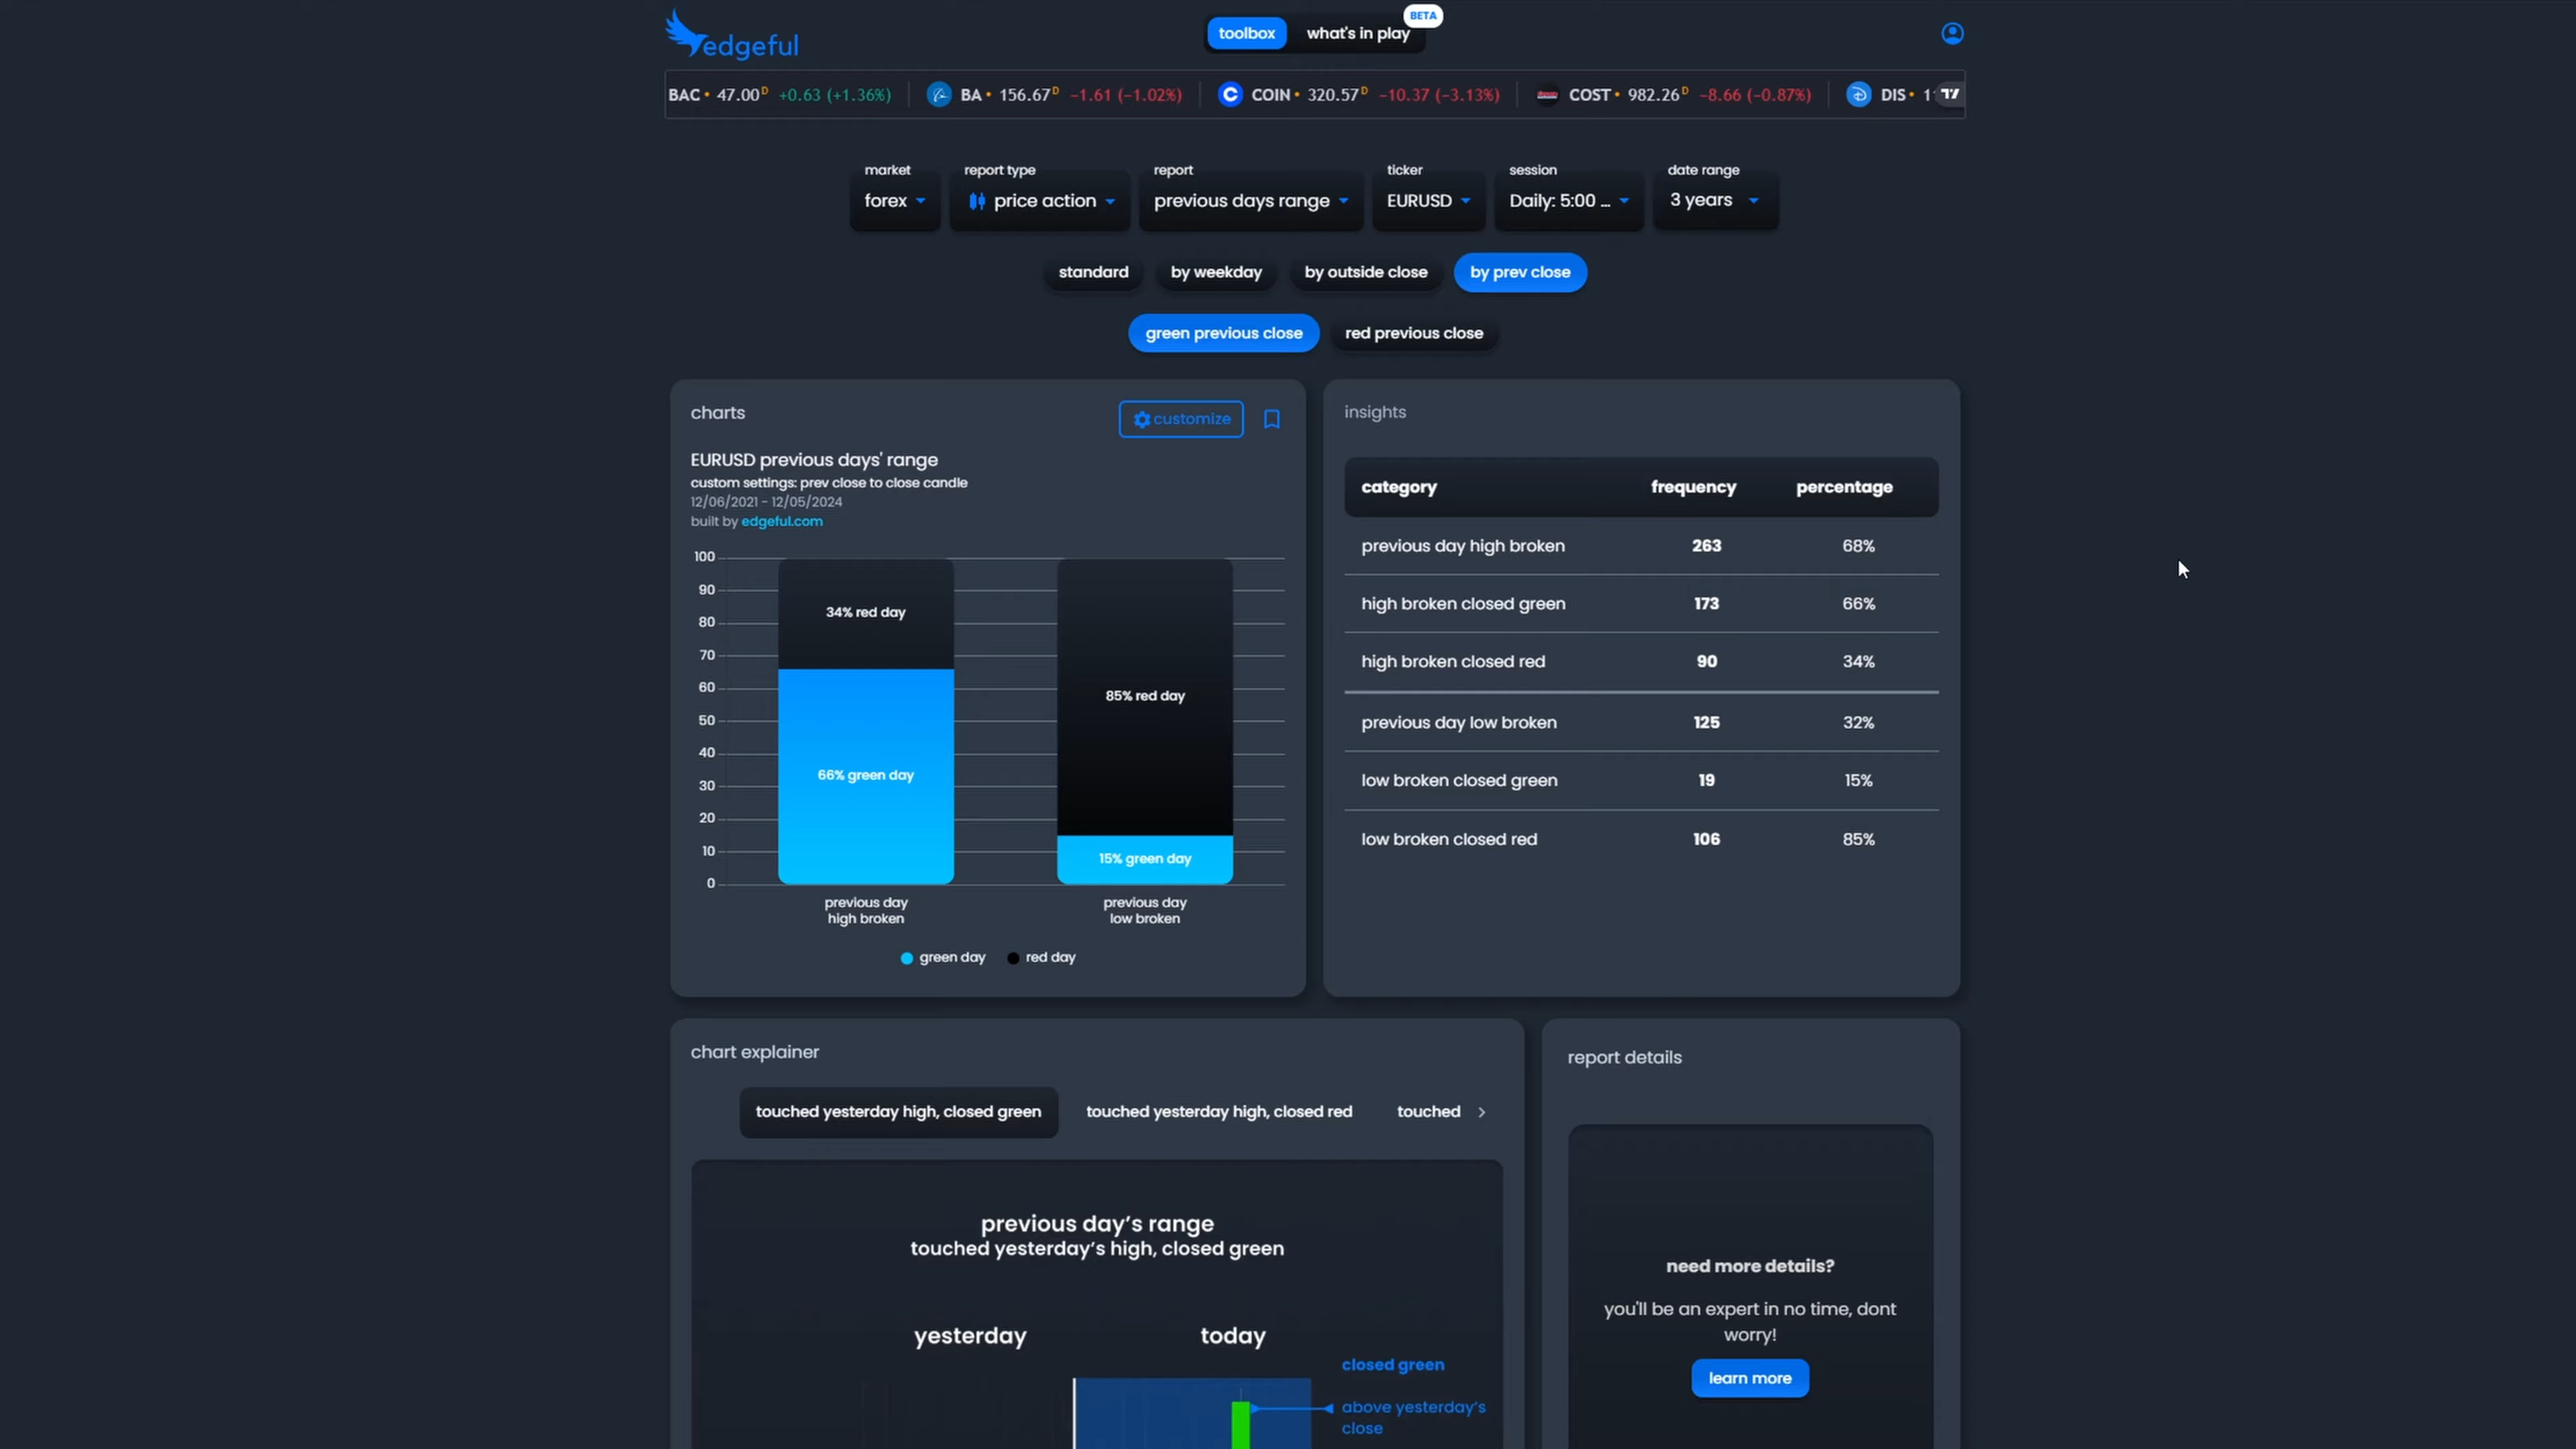 edgeful
toolbox what's in play BETA
BAC 47.00 D +0.63 (+1.36%) BA 156.67 D −1.61 (−1.02%) COIN 320.57 D −10.37 (−3.13%) COST 982.26 D −8.66 (−0.87%) DIS
market report type report ticker session date range
forex price action previous days range EURUSD Daily: 5:00 ... 3 years
standard by weekday by outside close by prev close
green previous close red previous close
charts customize
EURUSD previous days' range
custom settings: prev close to close candle
12/06/2021 - 12/05/2024
built by edgeful.com
100
90
80
70
60
50
40
30
20
10
0
34% red day
66% green day
85% red day
15% green day
previous day
high broken
previous day
low broken
green day red day
insights
category frequency percentage
previous day high broken 263 68%
high broken closed green 173 66%
high broken closed red 90 34%
previous day low broken 125 32%
low broken closed green 19 15%
low broken closed red 106 85%
chart explainer
touched yesterday high, closed green touched yesterday high, closed red touched
previous day's range
touched yesterday's high, closed green
yesterday today
closed green
above yesterday's
close
report details
need more details?
you'll be an expert in no time, dont
worry!
learn more